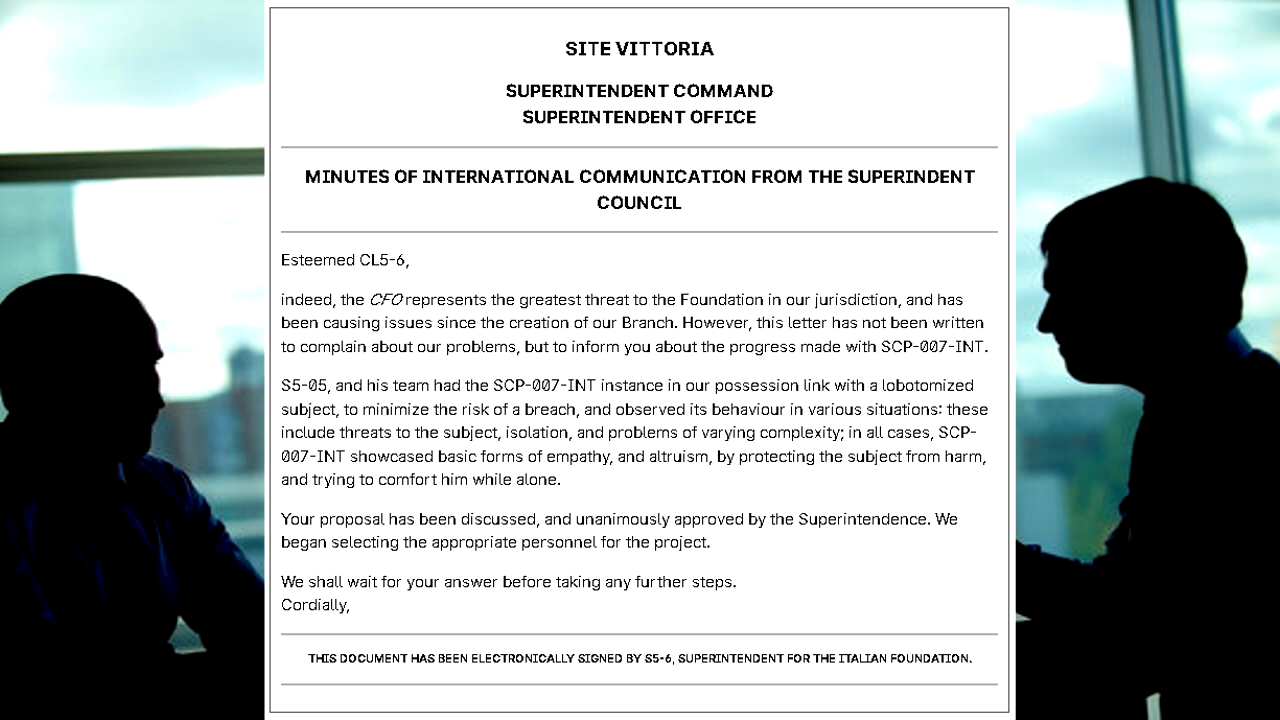 SITE VITTORIA
SUPERINTENDENT COMMAND
SUPERINTENDENT OFFICE
MINUTES OF INTERNATIONAL COMMUNICATION FROM THE SUPERINDENT
COUNCIL
Esteemed CL5-6,
indeed, the CFO represents the greatest threat to the Foundation in our jurisdiction, and has
been causing issues since the creation of our Branch. However, this letter has not been written
to complain about our problems, but to inform you about the progress made with SCP-007-INT.
S5-05, and his team had the SCP-007-INT instance in our possession link with a lobotomized
subject, to minimize the risk of a breach, and observed its behaviour in various situations: these
include threats to the subject, isolation, and problems of varying complexity; in all cases, SCP-
007-INT showcased basic forms of empathy, and altruism, by protecting the subject from harm,
and trying to comfort him while alone.
Your proposal has been discussed, and unanimously approved by the Superintendence. We
began selecting the appropriate personnel for the project.
We shall wait for your answer before taking any further steps.
Cordially,
THIS DOCUMENT HAS BEEN ELECTRONICALLY SIGNED BY S5-6, SUPERINTENDENT FOR THE ITALIAN FOUNDATION.